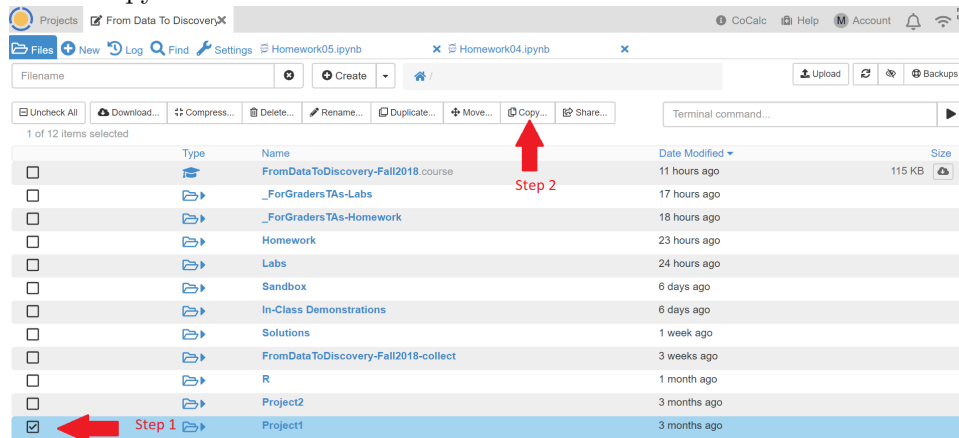 Projects From Data To Discovery CoCalc Help M Account
Files New Log Find Settings Homework05.ipynb Homework04.ipynb
Filename Create / Upload Backups
Uncheck All Download... Compress... Delete... Rename... Duplicate... Move... Copy... Share... Terminal command...
1 of 12 items selected
Type Name Date Modified Size
FromDataToDiscovery-Fall2018.course 11 hours ago 115 KB
Step 2
_ForGradersTAs-Labs 17 hours ago
_ForGradersTAs-Homework 18 hours ago
Homework 23 hours ago
Labs 24 hours ago
Sandbox 6 days ago
In-Class Demonstrations 6 days ago
Solutions 1 week ago
FromDataToDiscovery-Fall2018-collect 3 weeks ago
R 1 month ago
Project2 3 months ago
Step 1 Project1 3 months ago